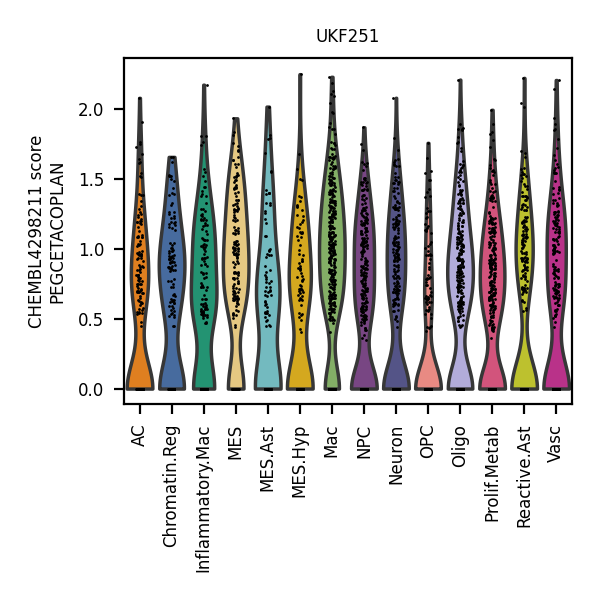 UKF251
CHEMBL4298211 score
PEGCETACOPLAN
2.0
1.5
1.0
0.5
0.0
AC
Chromatin.Reg
Inflammatory.Mac
MES
MES.Ast
MES.Hyp
Mac
NPC
Neuron
OPC
Oligo
Prolif.Metab
Reactive.Ast
Vasc